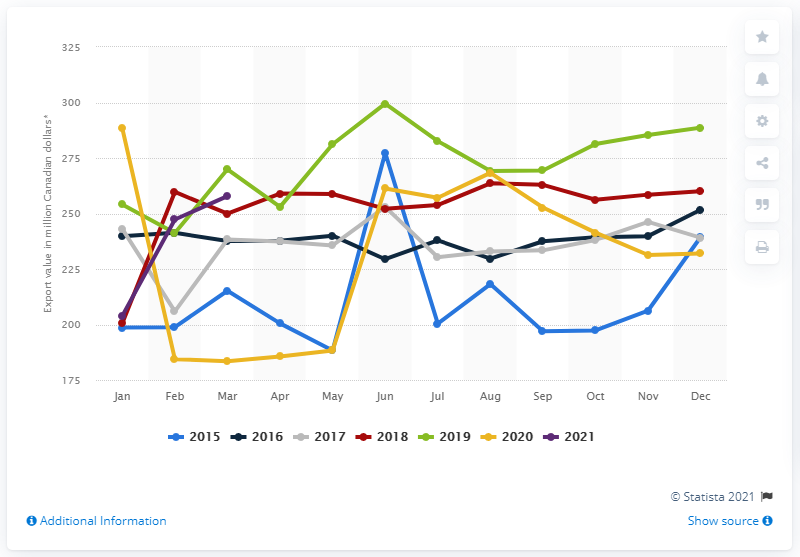 325
300
275
250
225
200
175
Export value in million Canadian dollars*
Jan Feb Mar Apr May Jun Jul Aug Sep Oct Nov Dec
2015 2016 2017 2018 2019 2020 2021
© Statista 2021
Additional Information
Show source